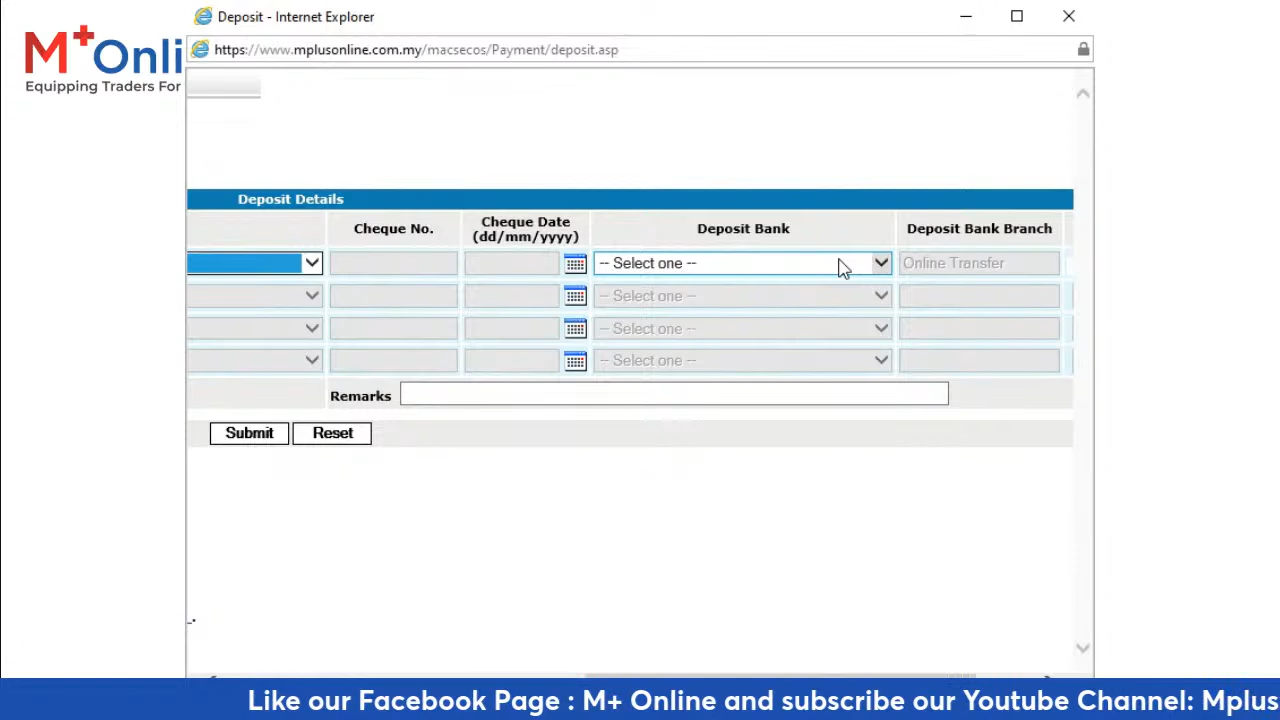 Deposit - Internet Explorer
M+Onli
https://www.mplusonline.com.my/macsecos/Payment/deposit.asp
Equipping Traders For
Deposit Details
Cheque No.
Cheque Date
(dd/mm/yyyy)
Deposit Bank
Deposit Bank Branch
-- Select one --
Online Transfer
-- Select one --
-- Select one --
-- Select one --
Remarks
Submit
Reset
Like our Facebook Page : M+ Online and subscribe our Youtube Channel: Mplus